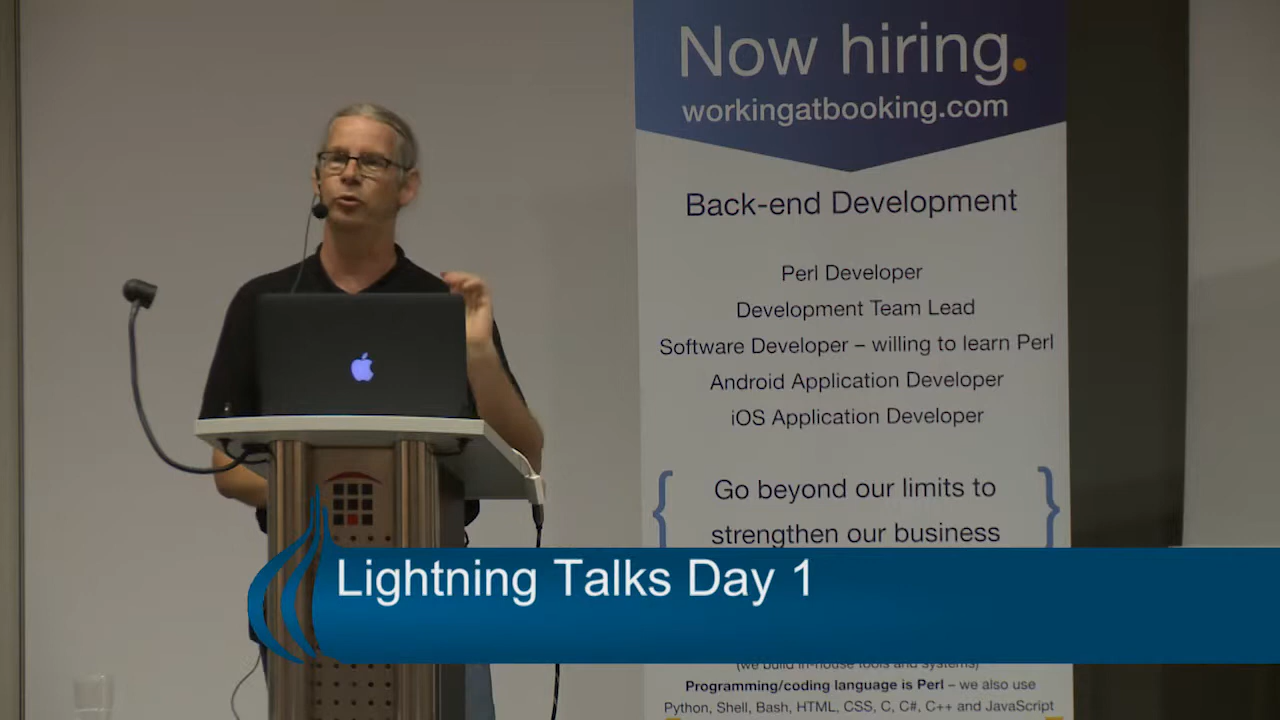 Now hiring.
workingatbooking.com
Back-end Development
Perl Developer
Development Team Lead
Software Developer – willing to learn Perl
Android Application Developer
iOS Application Developer
{ Go beyond our limits to }
strengthen our business
Lightning Talks Day 1
(we build in-house tools and systems)
Programming/coding language is Perl – we also use
Python, Shell, Bash, HTML, CSS, C, C#, C++ and JavaScript